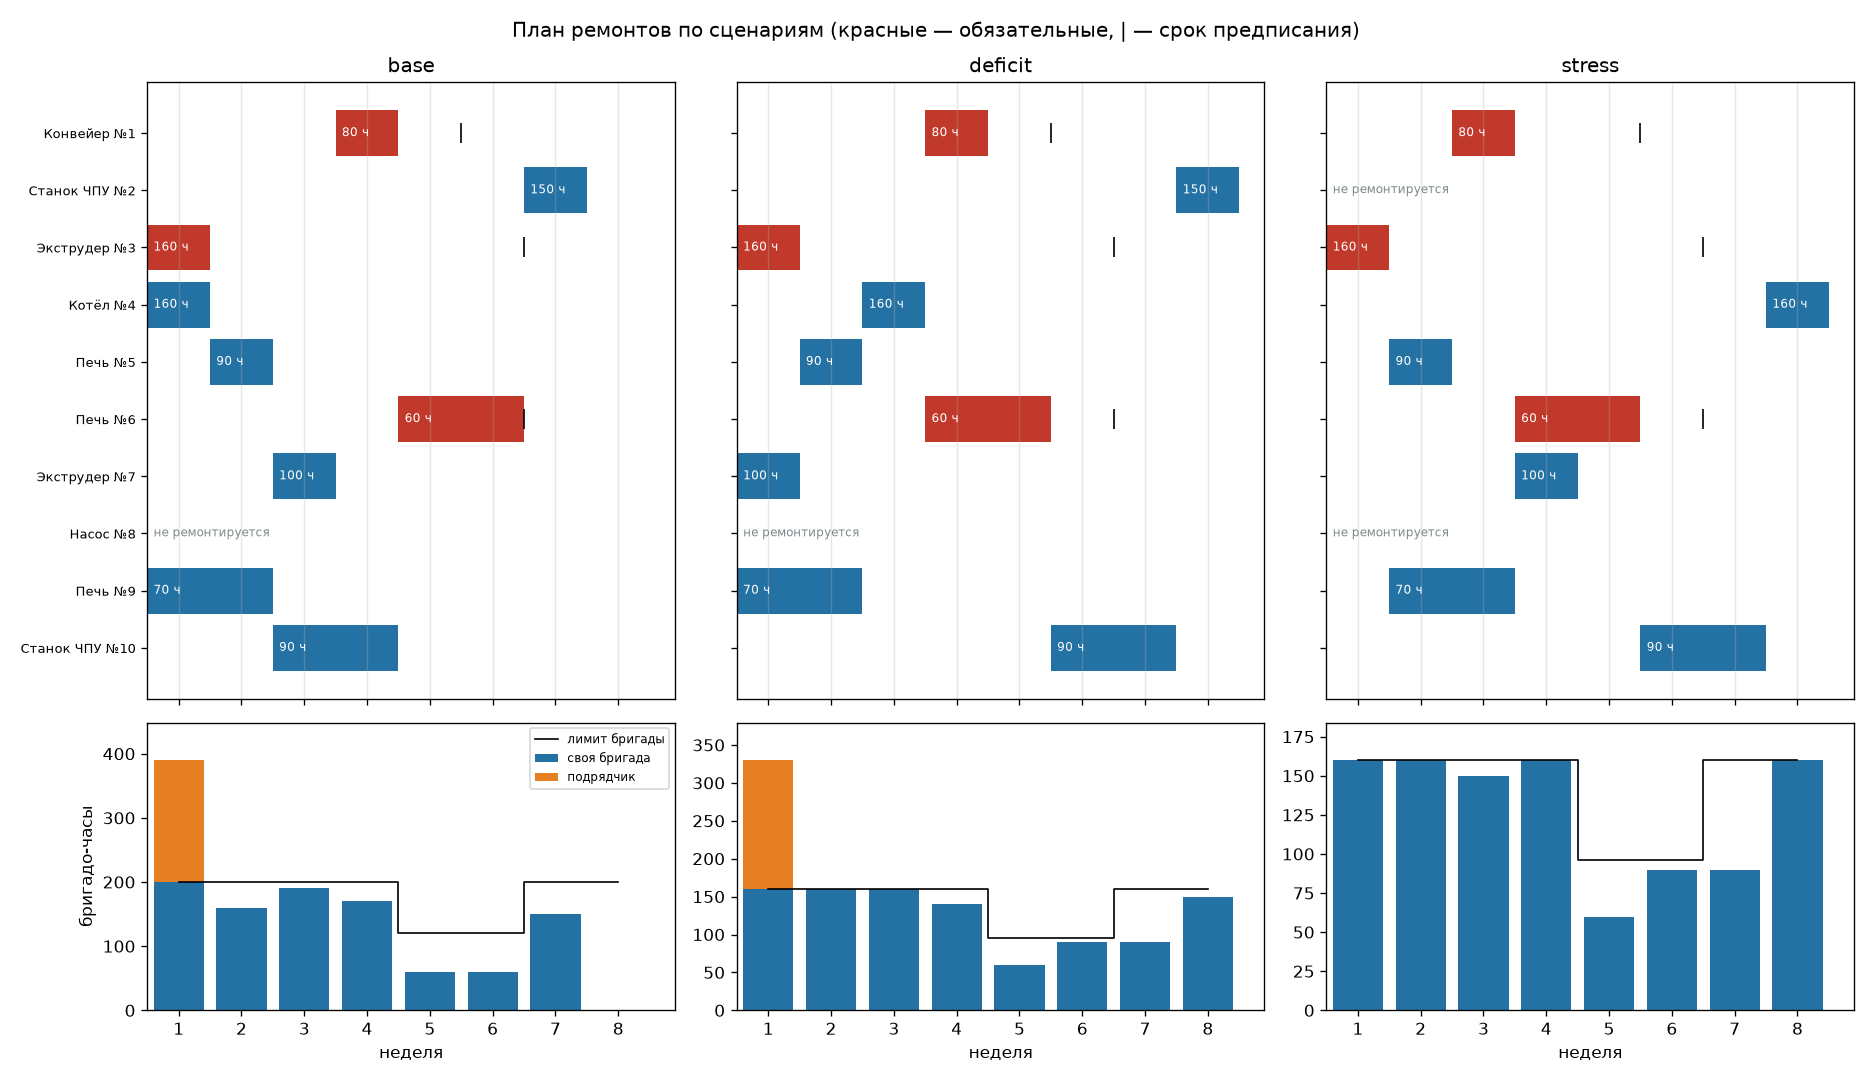 План ремонтов по сценариям (красные — обязательные, | — срок предписания)
base
deficit
stress
Конвейер №1
80 ч
80 ч
80 ч
Станок ЧПУ №2
150 ч
150 ч
не ремонтируется
Экструдер №3
160 ч
160 ч
160 ч
Котёл №4
160 ч
160 ч
160 ч
Печь №5
90 ч
90 ч
90 ч
Печь №6
60 ч
60 ч
60 ч
Экструдер №7
100 ч
100 ч
100 ч
Насос №8
не ремонтируется
не ремонтируется
не ремонтируется
Печь №9
70 ч
70 ч
70 ч
Станок ЧПУ №10
90 ч
90 ч
90 ч
бригадо-часы
400
300
200
100
0
лимит бригады
своя бригада
подрядчик
1 2 3 4 5 6 7 8
неделя
350
300
250
200
150
100
50
0
1 2 3 4 5 6 7 8
неделя
175
150
125
100
75
50
25
0
1 2 3 4 5 6 7 8
неделя